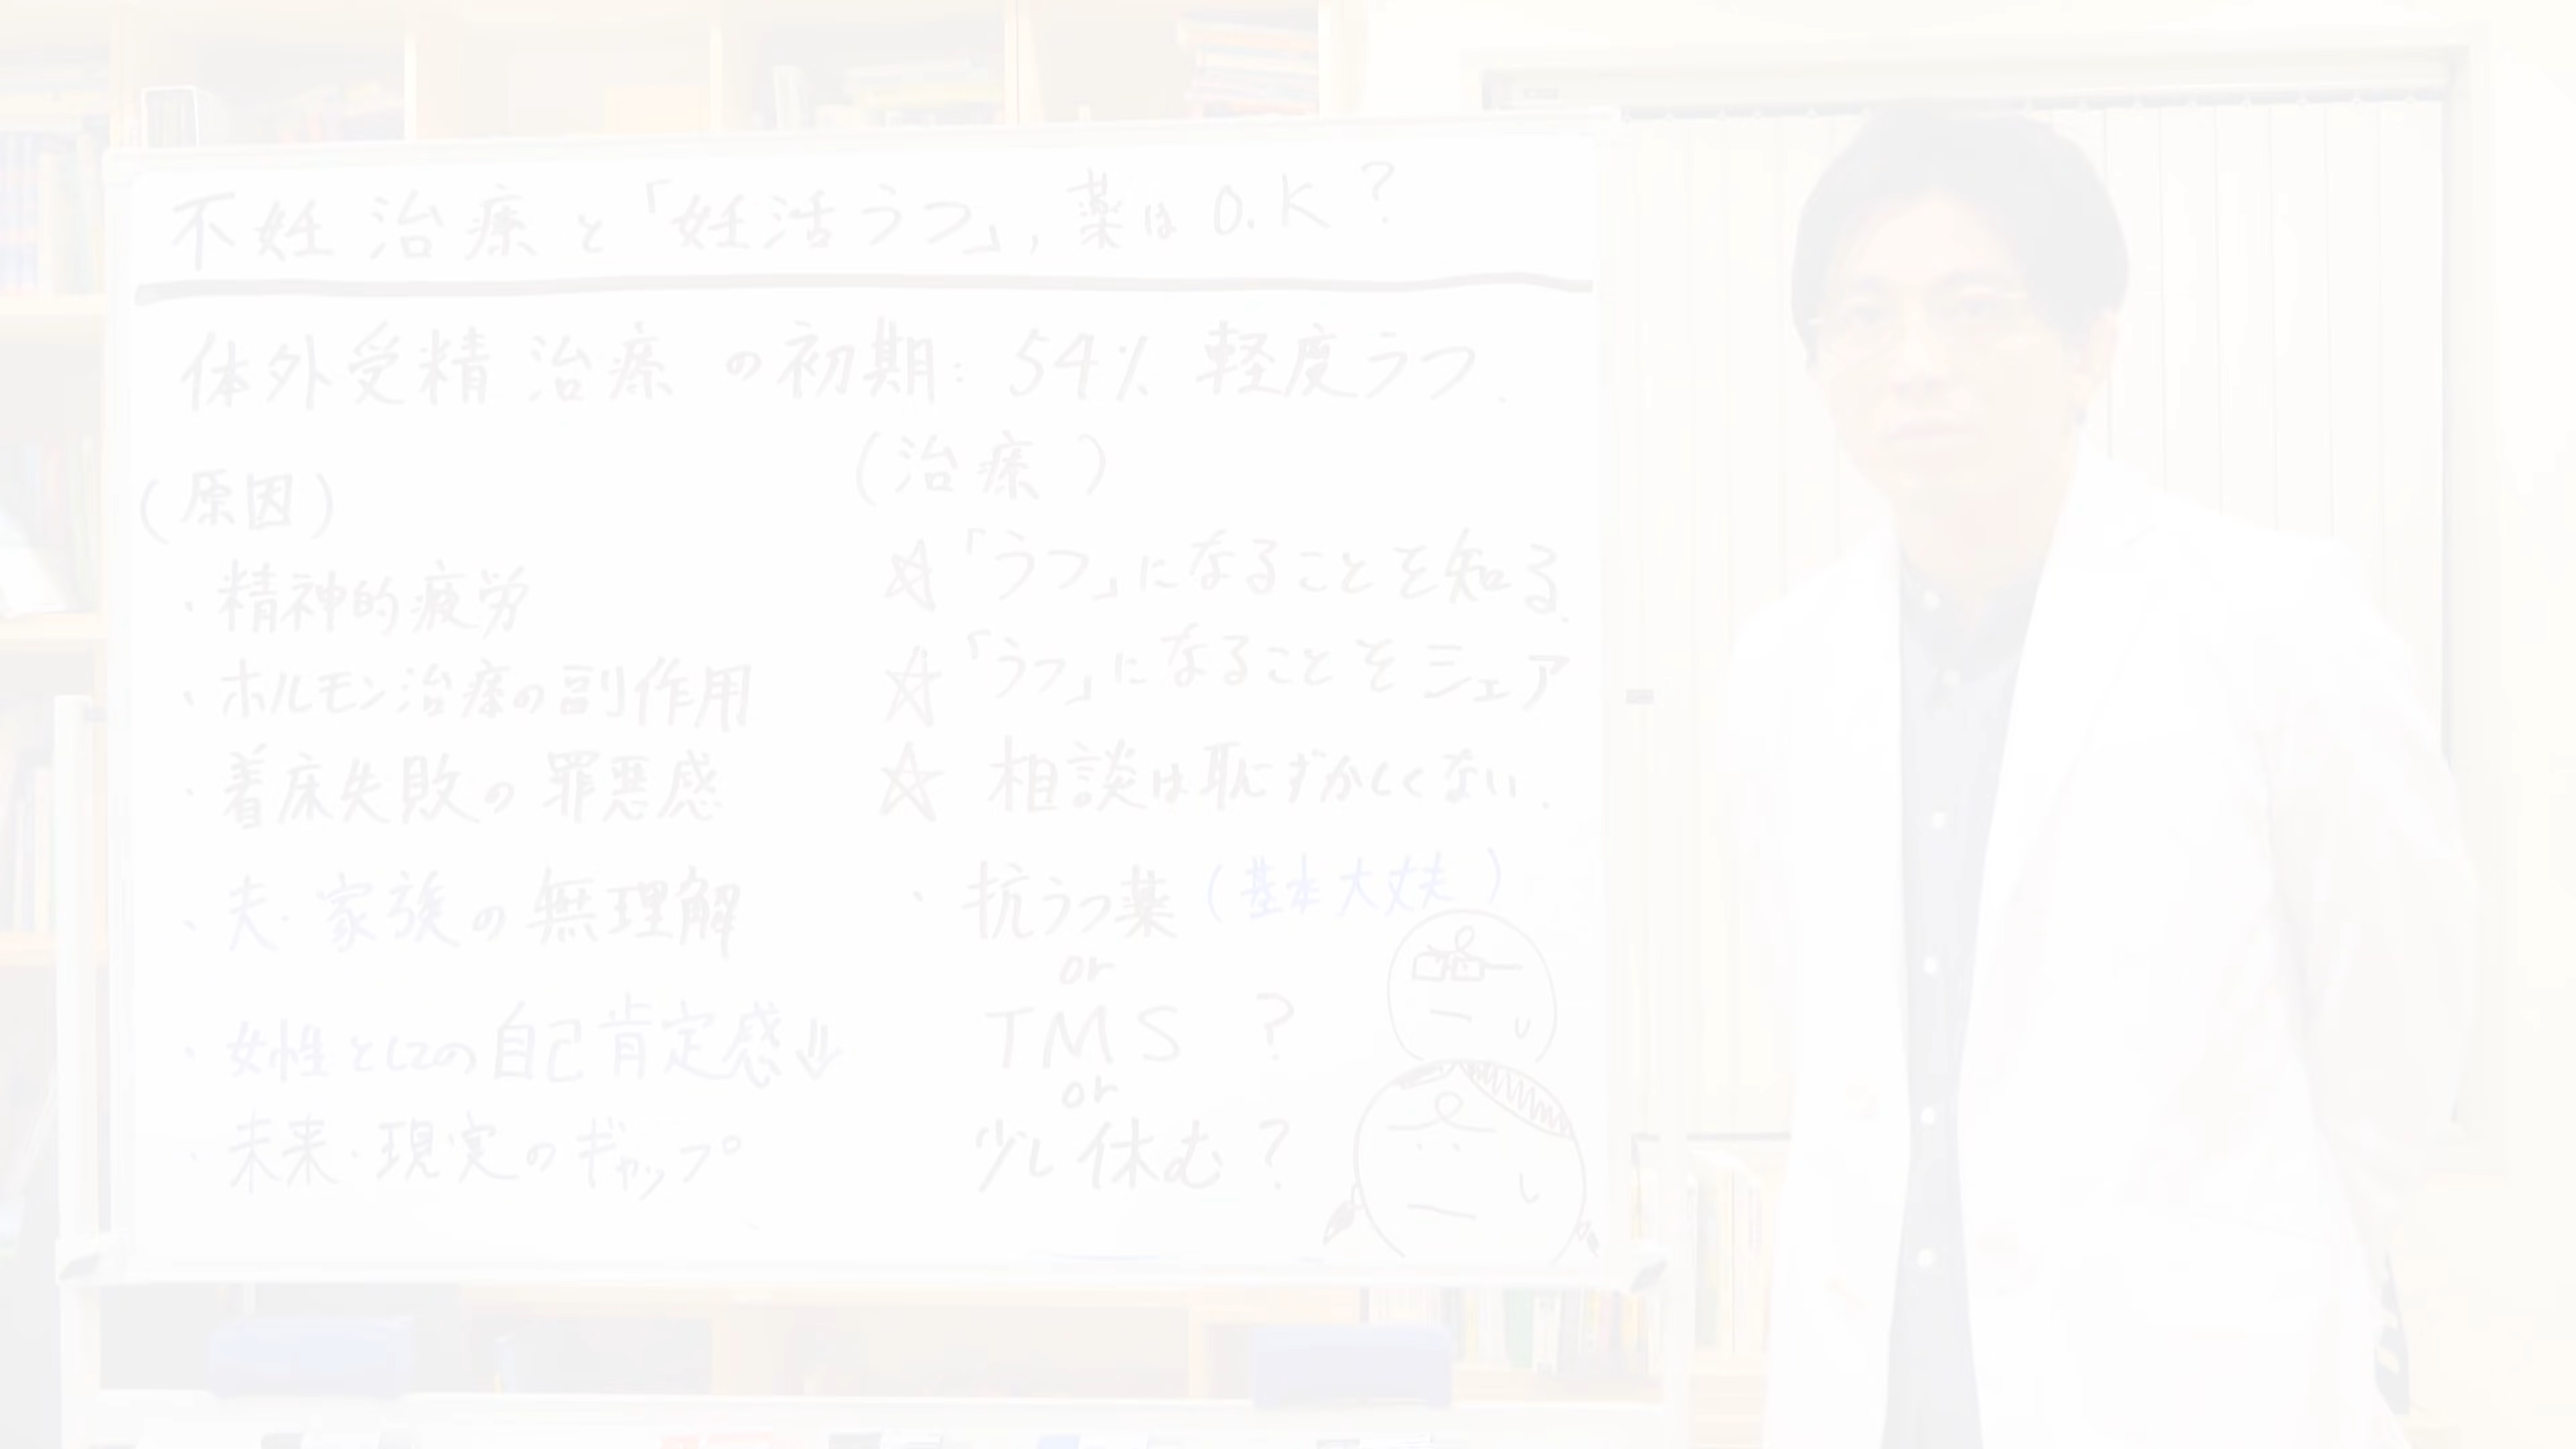 不妊治療と「妊活うつ」, 薬はO.K?
体外受精治療の初期: 54% 軽度うつ.
(原因)
・精神的疲労
・ホルモン治療の副作用
・着床失敗の罪悪感
・夫・家族の無理解
・女性としての自己肯定感⇓
・未来・現実のギャップ
(治療)
☆「うつ」になることを知る.
☆「うつ」になることをシェア
☆ 相談は恥ずかしくない.
・抗うつ薬(基本大丈夫)
or
TMS ?
or
少し休む?